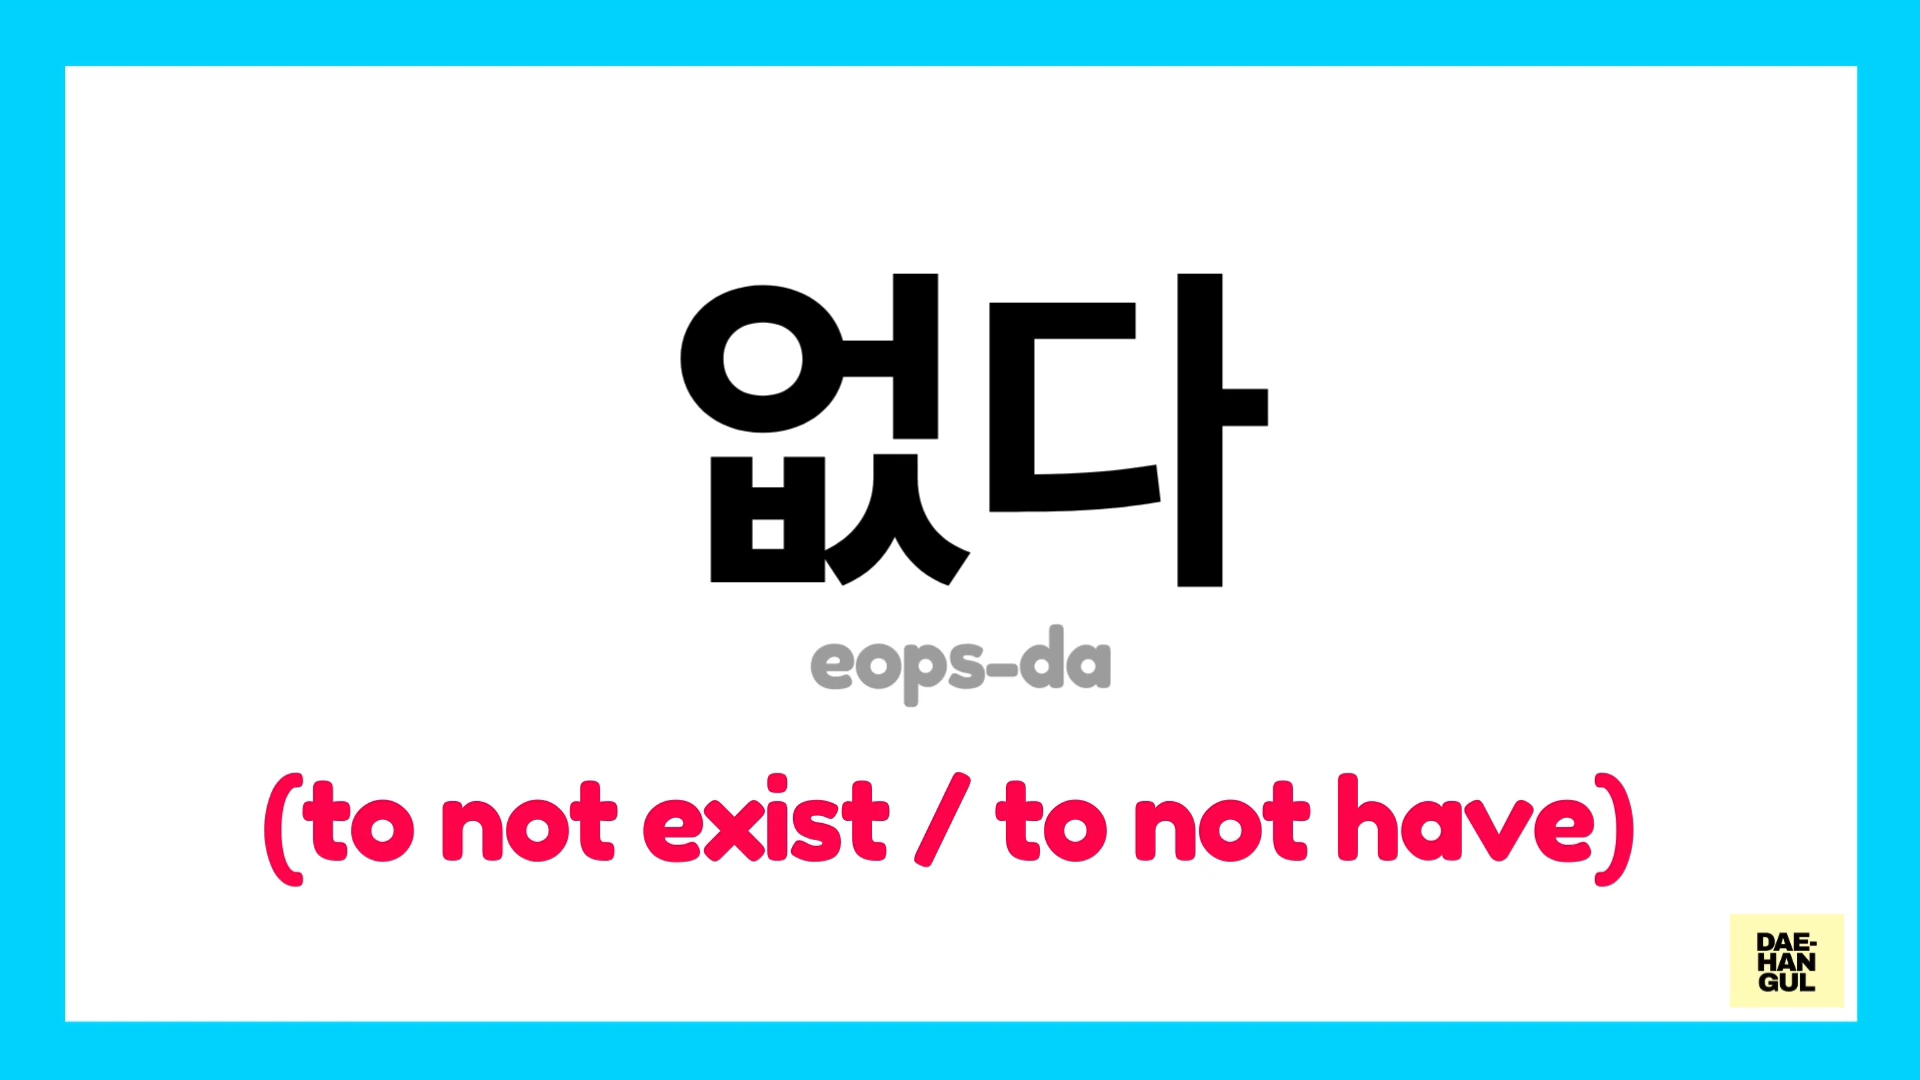 없다
eops-da
(to not exist / to not have)
DAE-
HAN
GUL